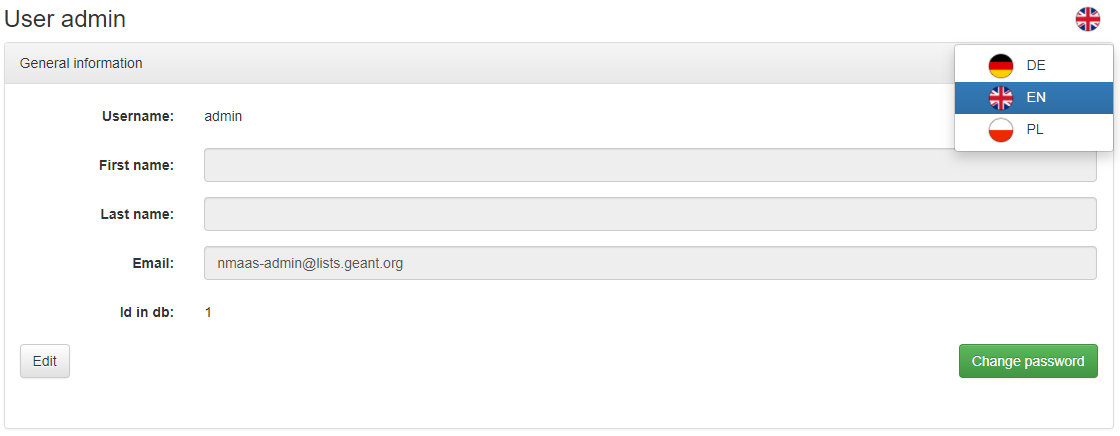 User admin
General information
DE
EN
PL
Username: admin
First name:
Last name:
Email: nmaas-admin@lists.geant.org
Id in db: 1
Edit
Change password